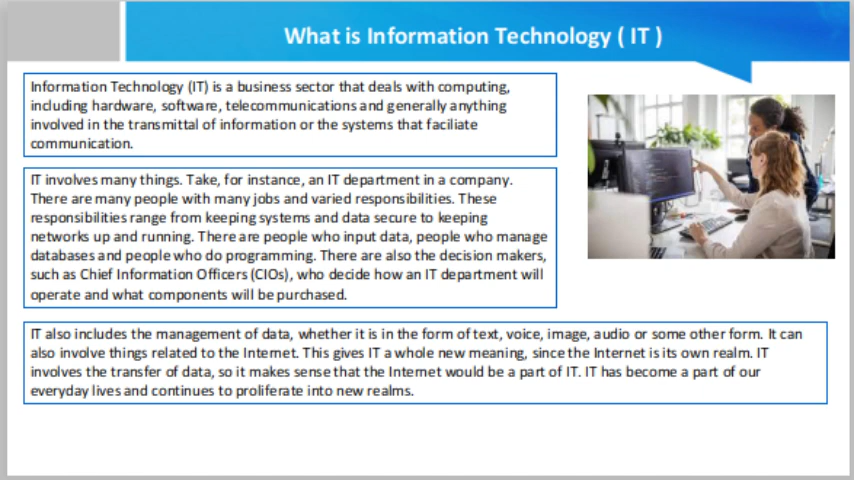 What is Information Technology ( IT )
Information Technology (IT) is a business sector that deals with computing,
including hardware, software, telecommunications and generally anything
involved in the transmittal of information or the systems that faciliate
communication.
IT involves many things. Take, for instance, an IT department in a company.
There are many people with many jobs and varied responsibilities. These
responsibilities range from keeping systems and data secure to keeping
networks up and running. There are people who input data, people who manage
databases and people who do programming. There are also the decision makers,
such as Chief Information Officers (CIOs), who decide how an IT department will
operate and what components will be purchased.
IT also includes the management of data, whether it is in the form of text, voice, image, audio or some other form. It can
also involve things related to the Internet. This gives IT a whole new meaning, since the Internet is its own realm. IT
involves the transfer of data, so it makes sense that the Internet would be a part of IT. IT has become a part of our
everyday lives and continues to proliferate into new realms.